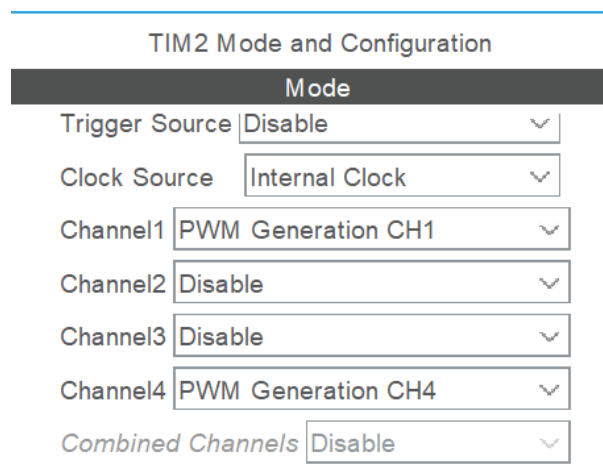 TIM2 Mode and Configuration
Mode
Trigger Source Disable
Clock Source Internal Clock
Channel1 PWM Generation CH1
Channel2 Disable
Channel3 Disable
Channel4 PWM Generation CH4
Combined Channels Disable